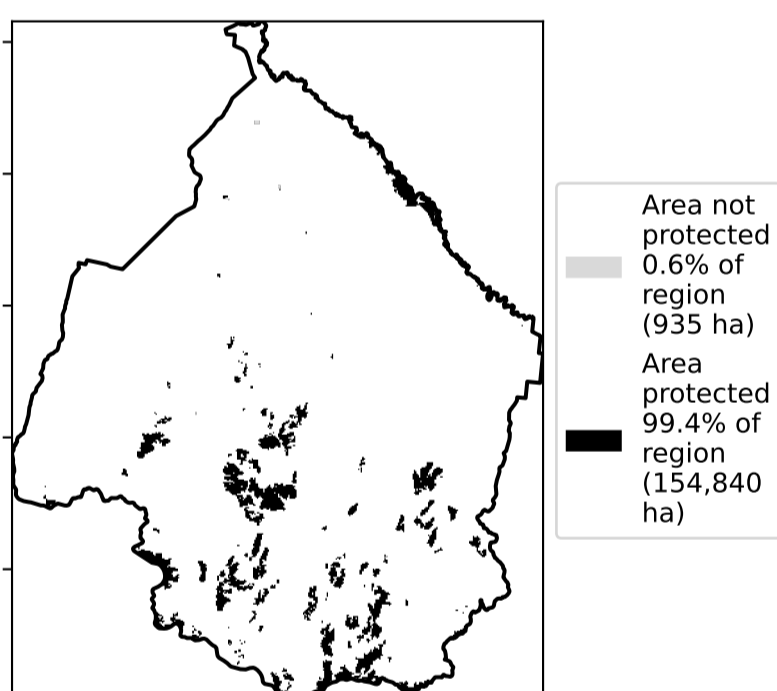 Area not
protected
0.6% of
region
(935 ha)
Area
protected
99.4% of
region
(154,840
ha)